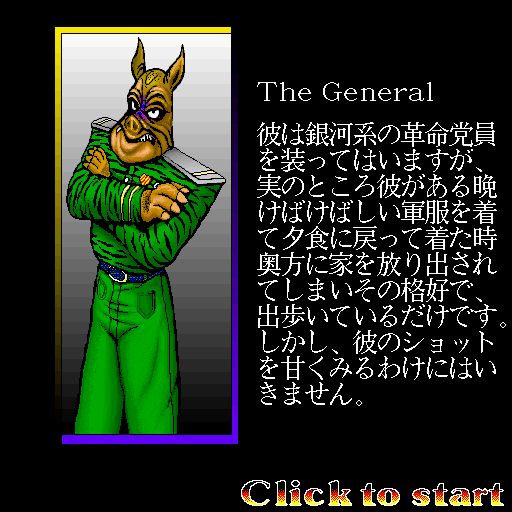 The General
彼は銀河系の革命党員
を装ってはいますが、
実のところ彼がある晩
けばけばしい軍服を着
て夕食に戻って着た時
奥方に家を放り出され
てしまいその格好で、
出歩いているだけです。
しかし、彼のショット
を甘くみるわけにはい
きません。
Click to start